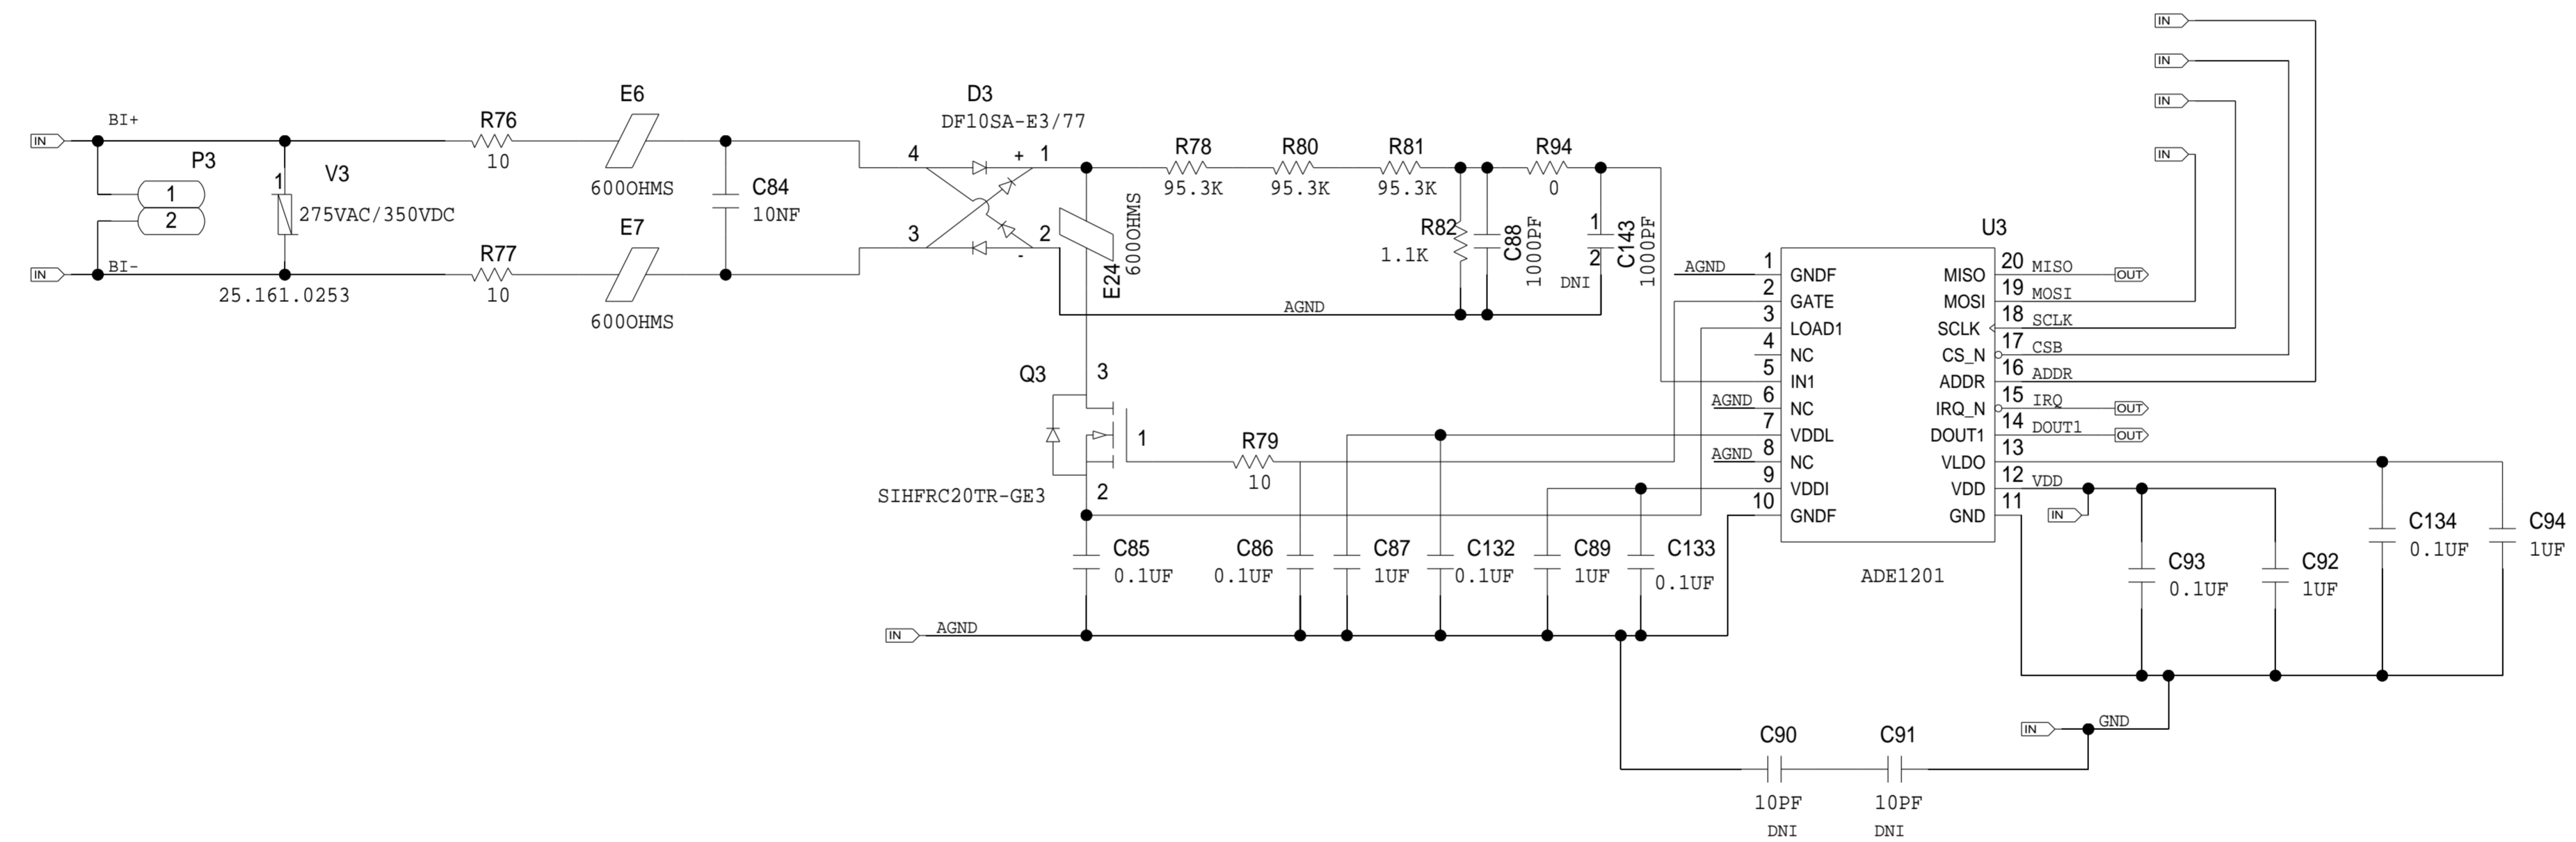 IN
IN
IN
IN
IN
BI+
P3
1
2
IN
BI-
1
V3
275VAC/350VDC
25.161.0253
R76
10
R77
10
E6
600OHMS
E7
600OHMS
C84
10NF
D3
DF10SA-E3/77
4
+
1
3
2
-
E24
600OHMS
R78
95.3K
R80
95.3K
R81
95.3K
R94
0
R82
1.1K
C88
1000PF
1
2
DNI
C143
1000PF
AGND
Q3
3
1
2
SIHFRC20TR-GE3
R79
10
C85
0.1UF
C86
0.1UF
C87
1UF
C132
0.1UF
C89
1UF
C133
0.1UF
IN
AGND
U3
AGND
1
GNDF
2
GATE
3
LOAD1
4
NC
5
IN1
AGND
6
NC
7
VDDL
AGND
8
NC
9
VDDI
10
GNDF
MISO
20
MISO
OUT
MOSI
19
MOSI
SCLK
18
SCLK
CS_N
17
CSB
ADDR
16
ADDR
IRQ_N
15
IRQ
OUT
DOUT1
14
DOUT1
OUT
VLDO
13
VDD
12
VDD
GND
11
IN
ADE1201
C93
0.1UF
C92
1UF
C134
0.1UF
C94
1UF
IN
GND
C90
10PF
DNI
C91
10PF
DNI